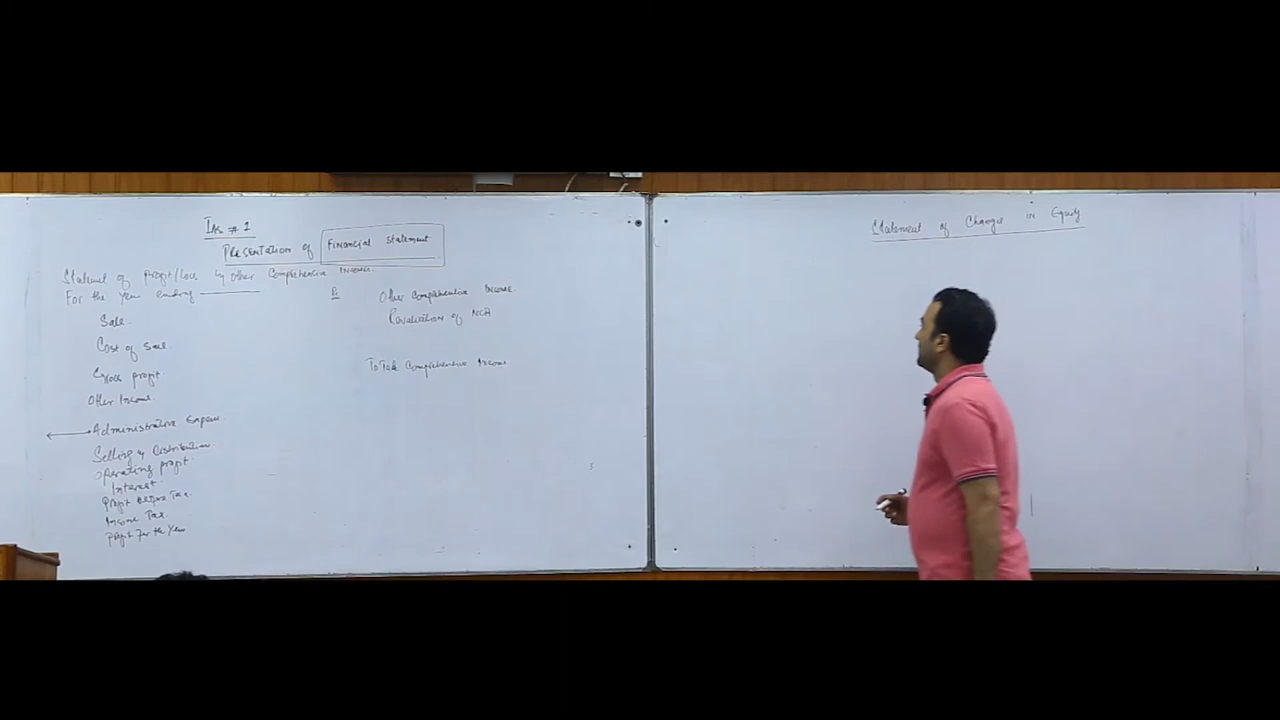 IAS # 1
PRESENTATION of Financial Statement
Statement of Profit/Loss & Other Comprehensive Income
For the Year ending
Sale
Cost of Sale
Gross profit
Other Income
Administrative Expense
Selling & Distribution
Operating profit
Interest
Profit before Tax
Income Tax
Profit For the Year
Other Comprehensive Income
Revaluation of NCA
Total Comprehensive Income
Statement of Changes in Equity